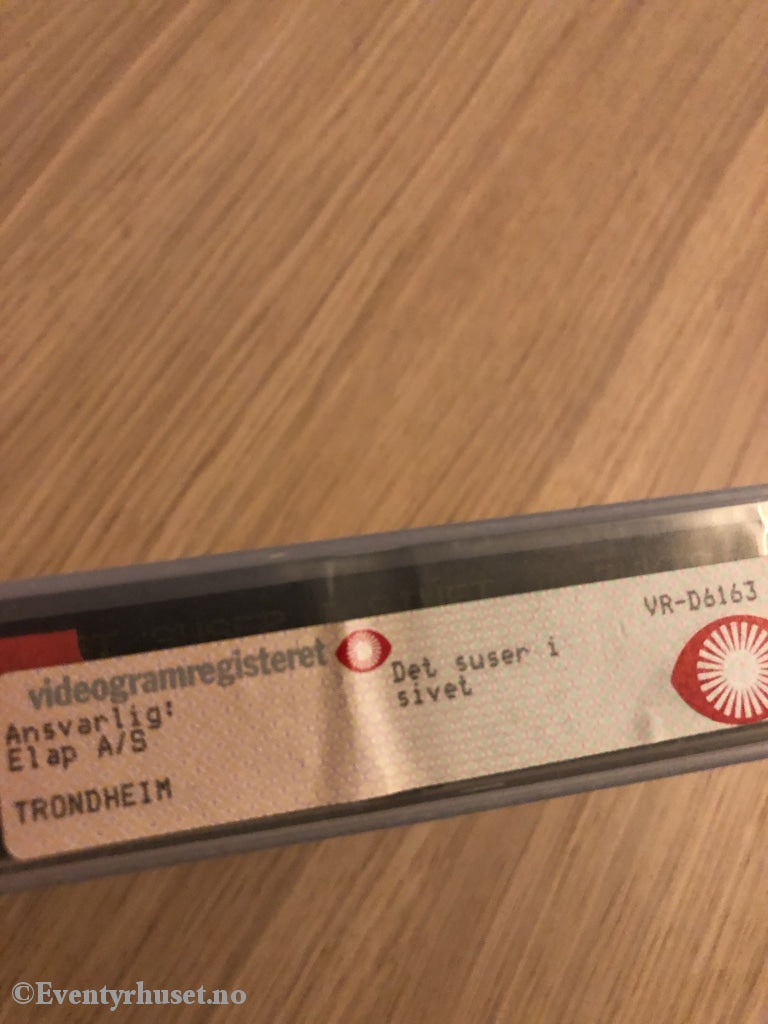 videogramregisteret
Ansvarlig:
Elap A/S
TRONDHEIM
Det suser i
sivet
VR-D6163
©Eventyrhuset.no